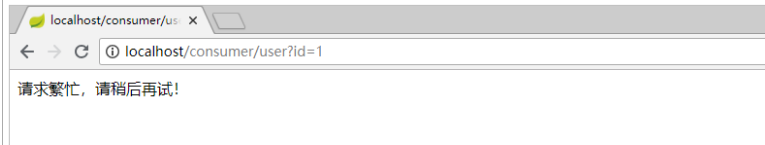 localhost/consumer/us
localhost/consumer/user?id=1
请求繁忙，请稍后再试！